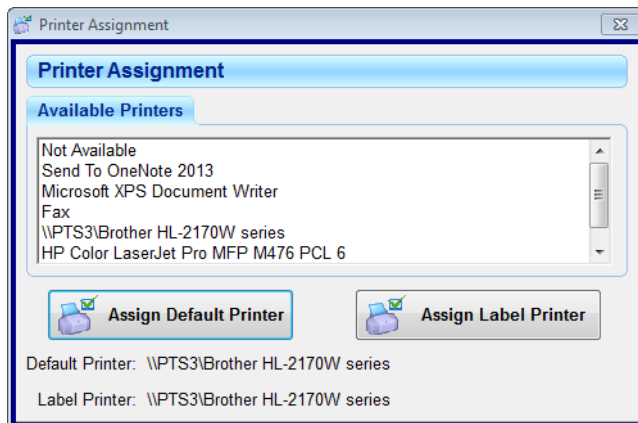 Printer Assignment
Printer Assignment
Available Printers
Not Available
Send To OneNote 2013
Microsoft XPS Document Writer
Fax
\\PTS3\Brother HL-2170W series
HP Color LaserJet Pro MFP M476 PCL 6
Assign Default Printer Assign Label Printer
Default Printer: \\PTS3\Brother HL-2170W series
Label Printer: \\PTS3\Brother HL-2170W series